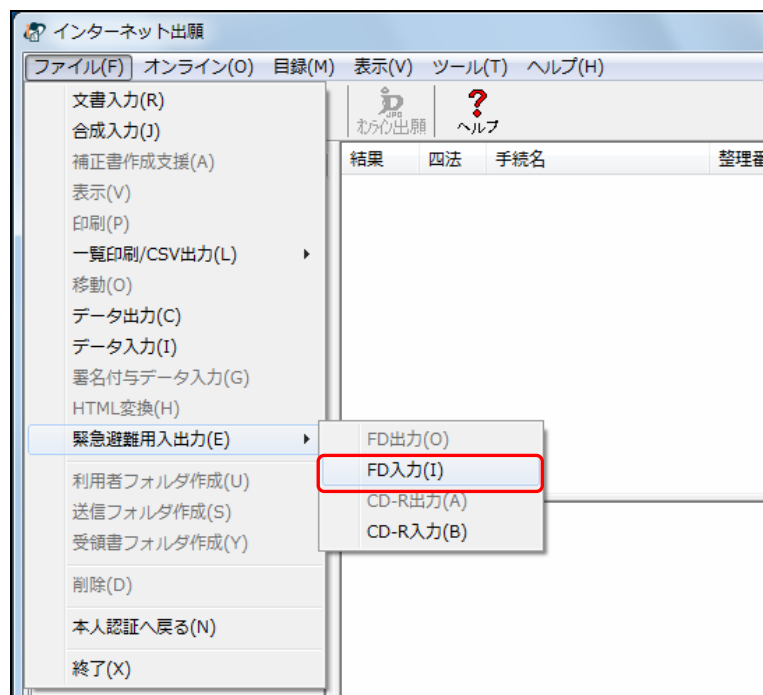 インターネット出願
ファイル(F) オンライン(O) 目録(M) 表示(V) ツール(T) ヘルプ(H)
文書入力(R)
合成入力(J)
補正書作成支援(A)
表示(V)
印刷(P)
一覧印刷/CSV出力(L)
移動(O)
データ出力(C)
データ入力(I)
署名付与データ入力(G)
HTML変換(H)
緊急避難用入出力(E)
利用者フォルダ作成(U)
送信フォルダ作成(S)
受領書フォルダ作成(Y)
削除(D)
本人認証へ戻る(N)
終了(X)
JPO
オンライン出願 ヘルプ
結果 四法 手続名 整理番
FD出力(O)
FD入力(I)
CD-R出力(A)
CD-R入力(B)